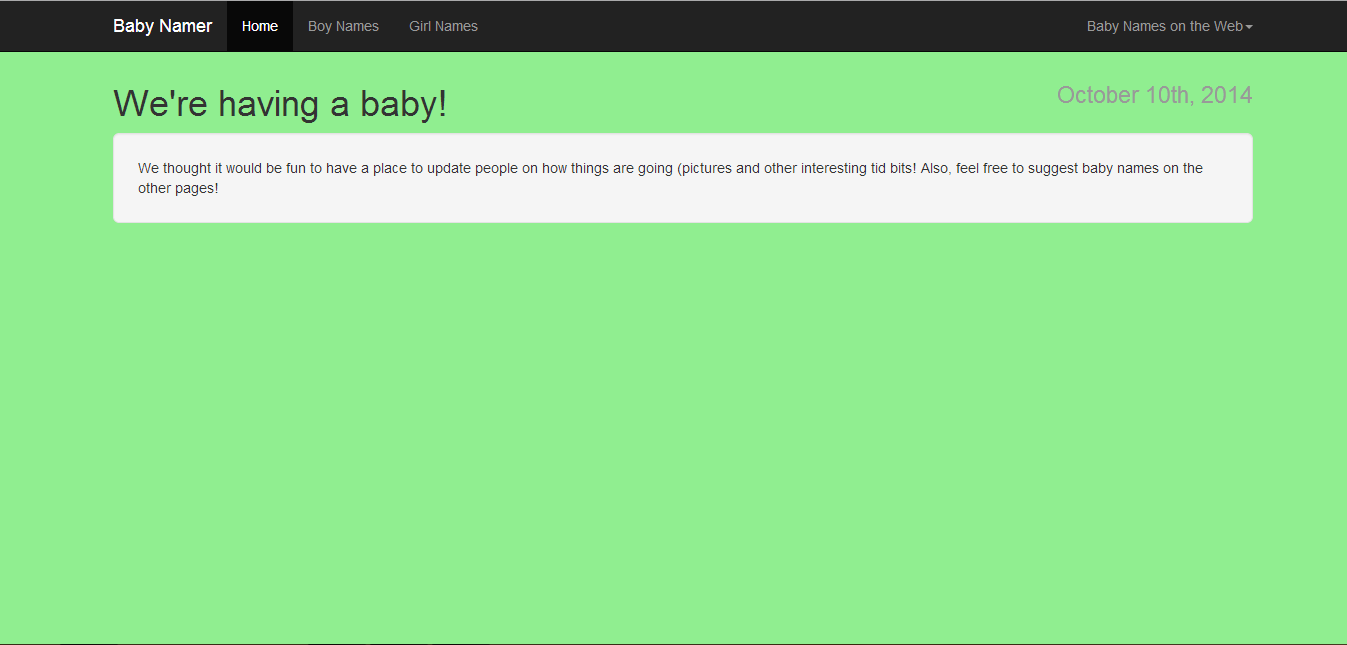 Baby Namer Home Boy Names Girl Names Baby Names on the Web
We're having a baby! October 10th, 2014
We thought it would be fun to have a place to update people on how things are going (pictures and other interesting tid bits! Also, feel free to suggest baby names on the
other pages!